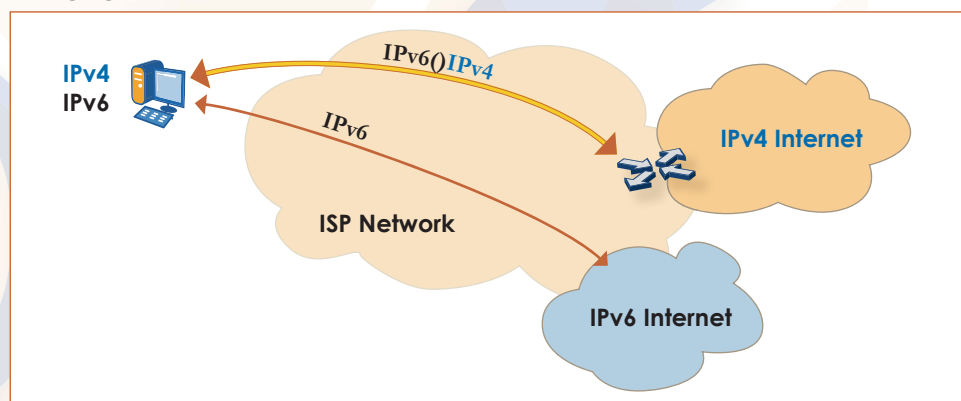 IPv6()IPv4
IPv4
IPv6
IPv6
IPv4 Internet
ISP Network
IPv6 Internet